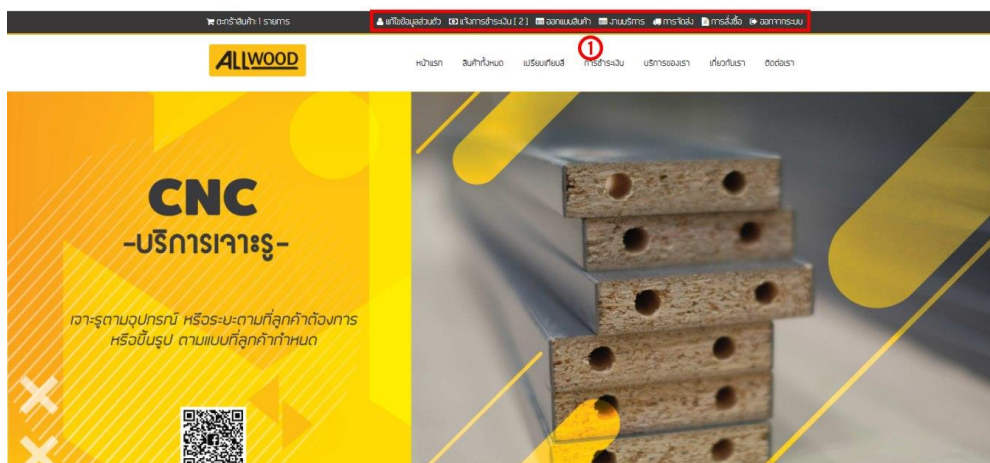 ตะกร้าสินค้า: 1 รายการ แก้ไขข้อมูลส่วนตัว แจ้งการชำระเงิน [ 2 ] ออกแบบสินค้า งานบริการ การจัดส่ง การสั่งซื้อ ออกจากระบบ
1
ALLWOOD หน้าแรก สินค้าทั้งหมด เปรียบเทียบสี การชำระเงิน บริการของเรา เกี่ยวกับเรา ติดต่อเรา
CNC
-บริการเจาะรู-
เจาะรูตามอุปกรณ์ หรือระยะตามที่ลูกค้าต้องการ
หรือขึ้นรูป ตามแบบที่ลูกค้ากำหนด